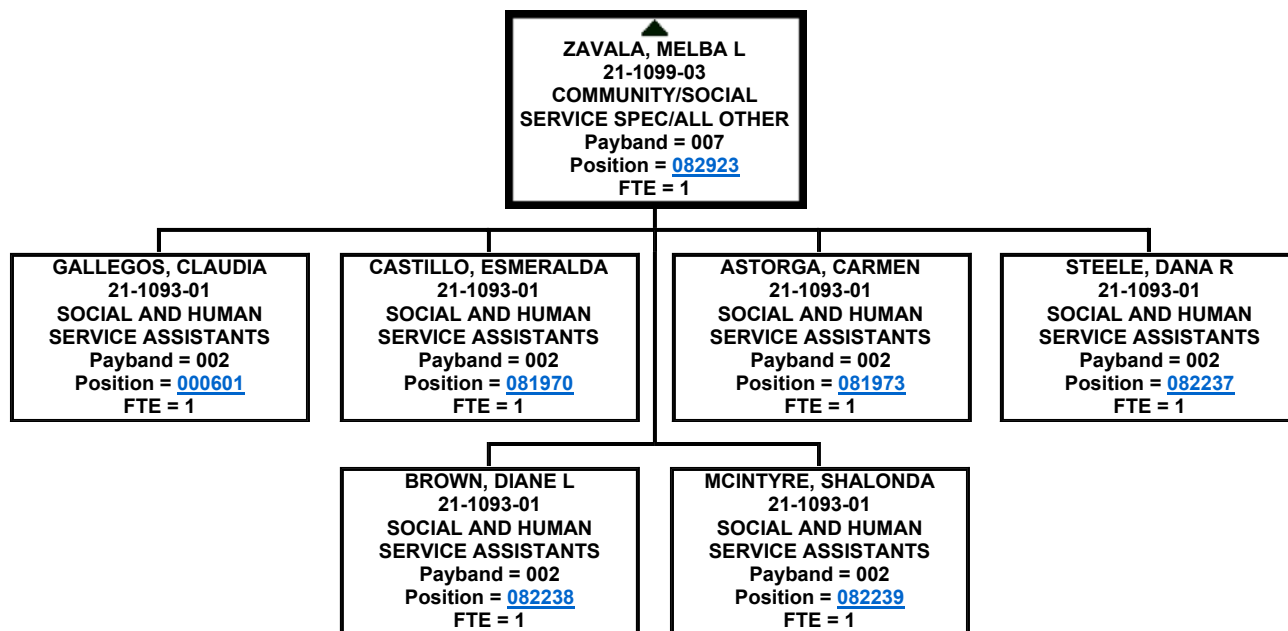 ZAVALA, MELBA L
21-1099-03
COMMUNITY/SOCIAL
SERVICE SPEC/ALL OTHER
Payband = 007
Position = 082923
FTE = 1
GALLEGOS, CLAUDIA
21-1093-01
SOCIAL AND HUMAN
SERVICE ASSISTANTS
Payband = 002
Position = 000601
FTE = 1
CASTILLO, ESMERALDA
21-1093-01
SOCIAL AND HUMAN
SERVICE ASSISTANTS
Payband = 002
Position = 081970
FTE = 1
ASTORGA, CARMEN
21-1093-01
SOCIAL AND HUMAN
SERVICE ASSISTANTS
Payband = 002
Position = 081973
FTE = 1
STEELE, DANA R
21-1093-01
SOCIAL AND HUMAN
SERVICE ASSISTANTS
Payband = 002
Position = 082237
FTE = 1
BROWN, DIANE L
21-1093-01
SOCIAL AND HUMAN
SERVICE ASSISTANTS
Payband = 002
Position = 082238
FTE = 1
MCINTYRE, SHALONDA
21-1093-01
SOCIAL AND HUMAN
SERVICE ASSISTANTS
Payband = 002
Position = 082239
FTE = 1